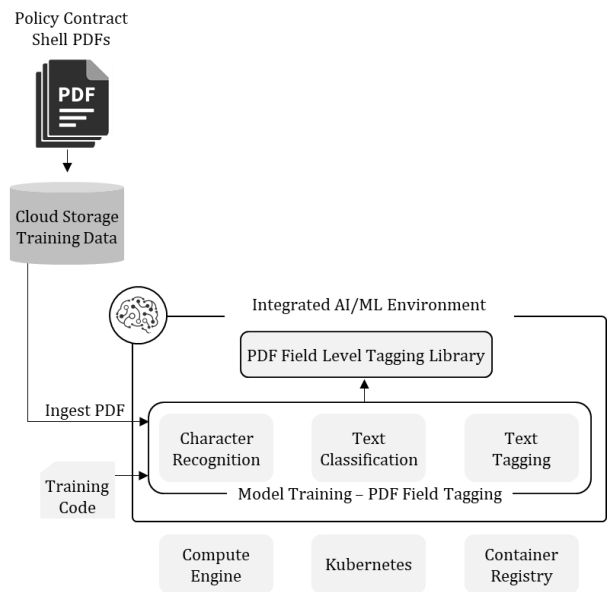 Policy Contract
Shell PDFs
PDF
Cloud Storage
Training Data
Integrated AI/ML Environment
PDF Field Level Tagging Library
Ingest PDF
Character
Recognition
Text
Classification
Text
Tagging
Training
Code
Model Training – PDF Field Tagging
Compute
Engine
Kubernetes
Container
Registry